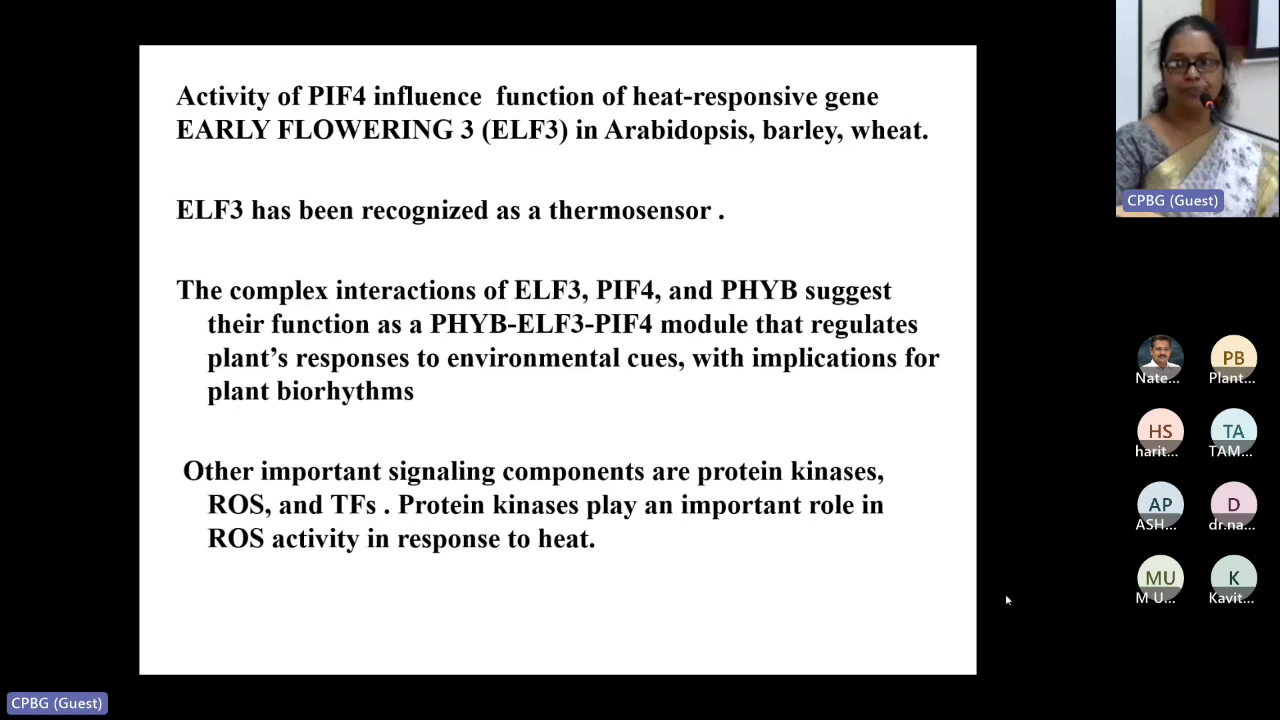 Activity of PIF4 influence function of heat-responsive gene
EARLY FLOWERING 3 (ELF3) in Arabidopsis, barley, wheat.
ELF3 has been recognized as a thermosensor .
The complex interactions of ELF3, PIF4, and PHYB suggest
their function as a PHYB-ELF3-PIF4 module that regulates
plant’s responses to environmental cues, with implications for
plant biorhythms
Other important signaling components are protein kinases,
ROS, and TFs . Protein kinases play an important role in
ROS activity in response to heat.
CPBG (Guest)
PB
Nate...
Plant...
HS
TA
harit...
TAM...
AP
D
ASH...
dr.na...
MU
K
M U...
Kavit...
CPBG (Guest)